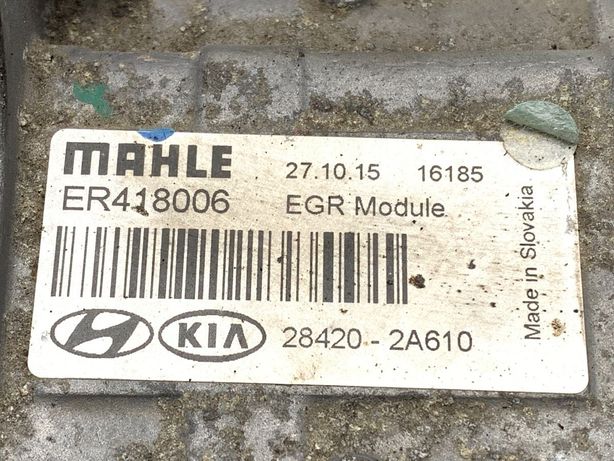 MAHLE 27.10.15 16185
ER418006 EGR Module
KIA 28420 - 2A610
Made in Slovakia